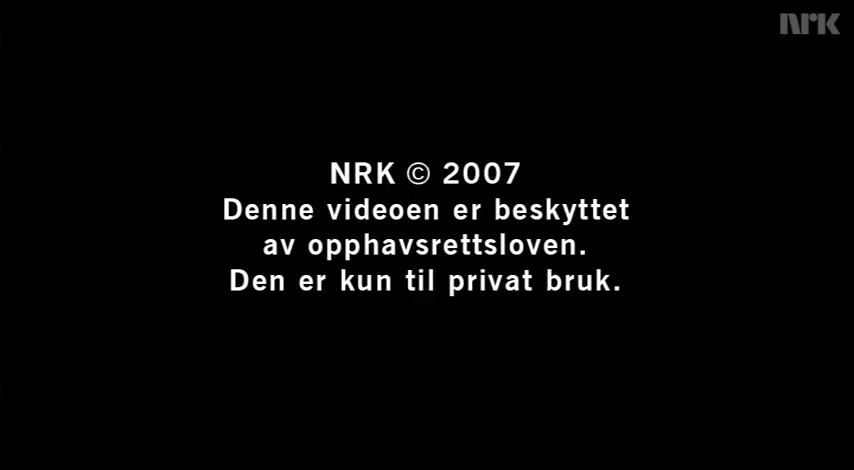 NRK
NRK © 2007
Denne videoen er beskyttet
av opphavsrettsloven.
Den er kun til privat bruk.